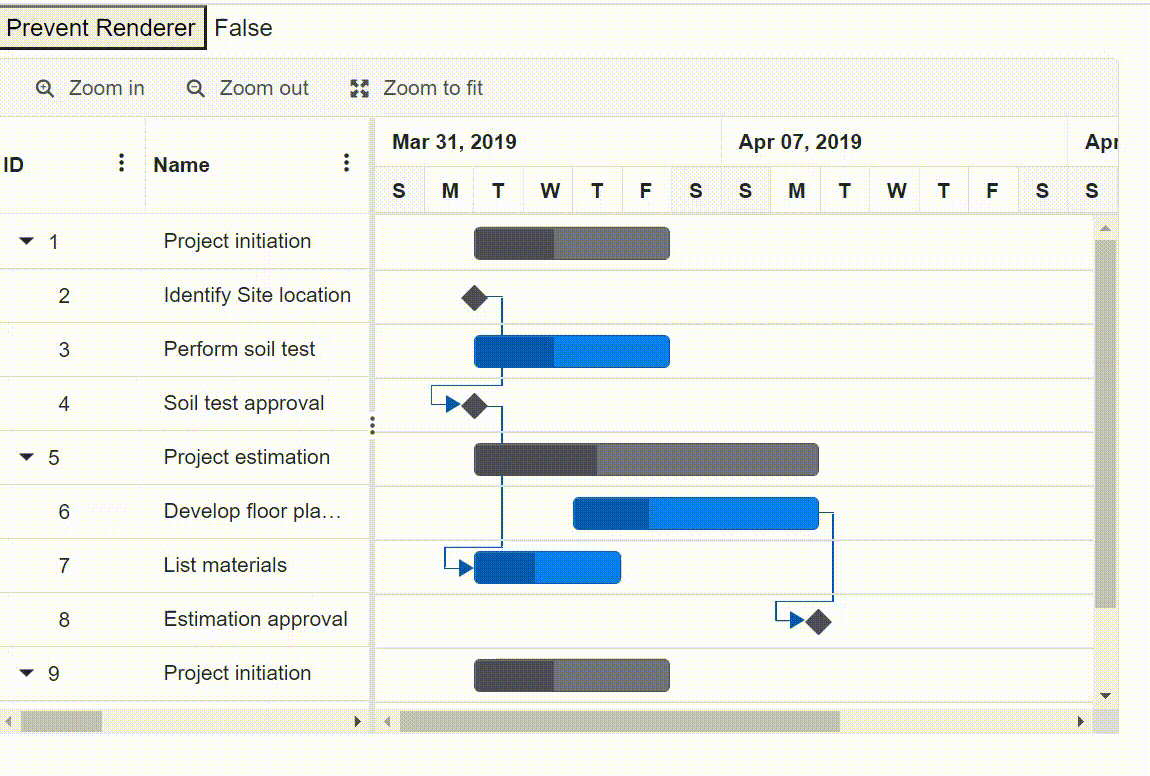 Prevent Renderer False
Zoom in Zoom out Zoom to fit
ID Name Mar 31, 2019 Apr 07, 2019 Apr
S M T W T F S S M T W T F S S
1 Project initiation
2 Identify Site location
3 Perform soil test
4 Soil test approval
5 Project estimation
6 Develop floor pla…
7 List materials
8 Estimation approval
9 Project initiation